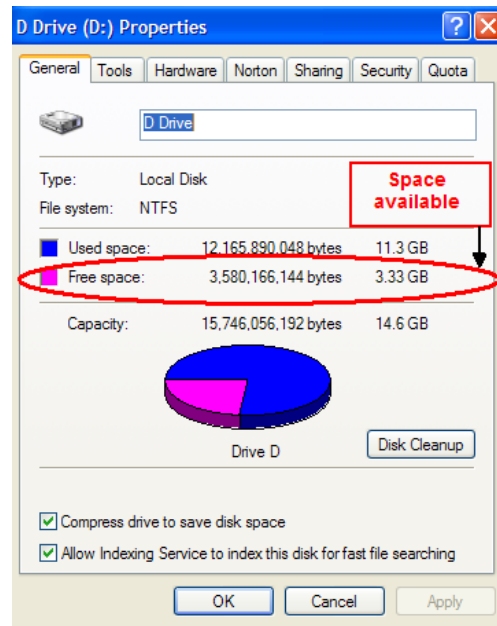 D Drive (D:) Properties
General Tools Hardware Norton Sharing Security Quota
D Drive
Type: Local Disk
File system: NTFS
Space
available
Used space: 12,165,890,048 bytes 11.3 GB
Free space: 3,580,166,144 bytes 3.33 GB
Capacity: 15,746,056,192 bytes 14.6 GB
Drive D
Disk Cleanup
Compress drive to save disk space
Allow Indexing Service to index this disk for fast file searching
OK Cancel Apply